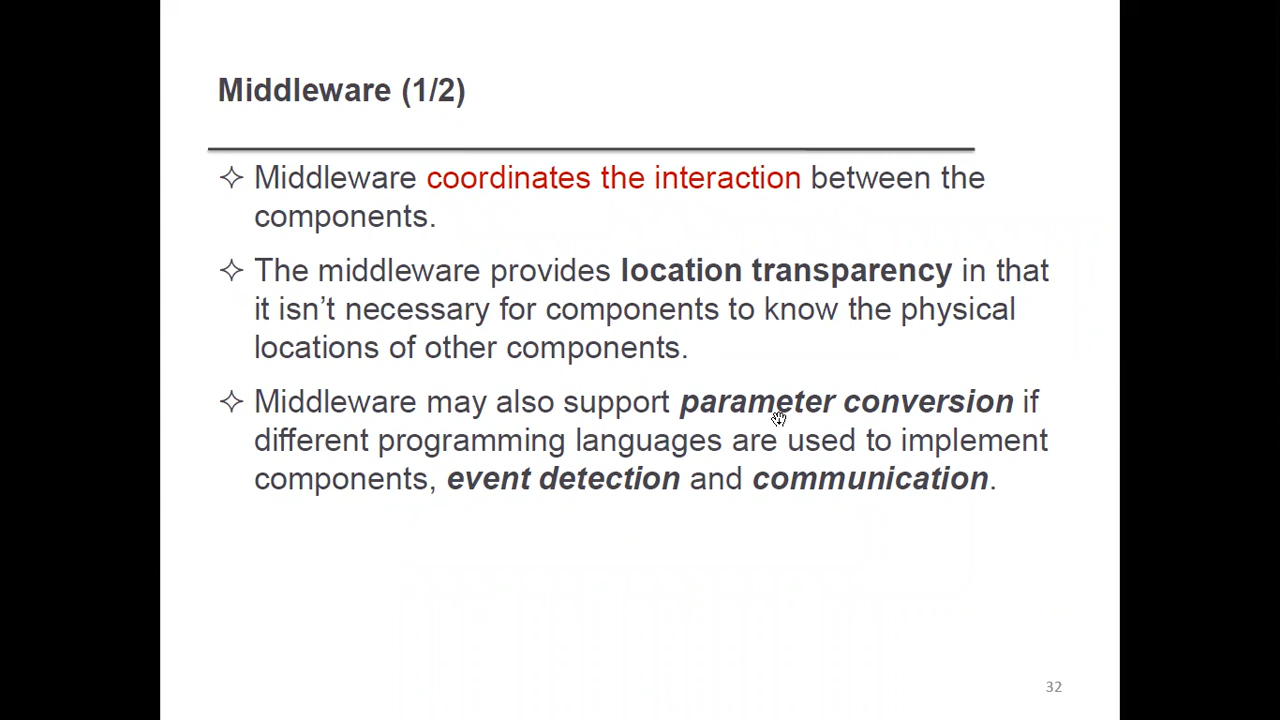 Middleware (1/2)
✧ Middleware coordinates the interaction between the
components.
✧ The middleware provides location transparency in that
it isn’t necessary for components to know the physical
locations of other components.
✧ Middleware may also support parameter conversion if
different programming languages are used to implement
components, event detection and communication.
32